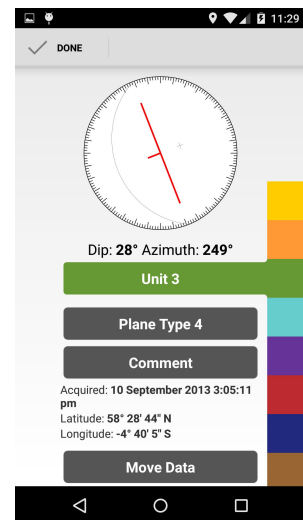 11:29
DONE
Dip: 28° Azimuth: 249°
Unit 3
Plane Type 4
Comment
Acquired: 10 September 2013 3:05:11
pm
Latitude: 58° 28' 44" N
Longitude: -4° 40' 5" S
Move Data